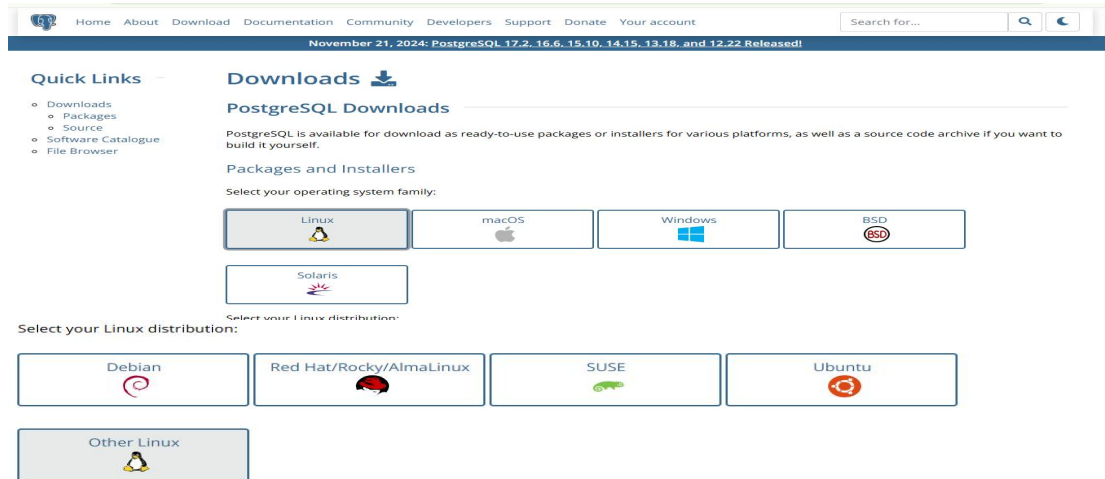 Home About Download Documentation Community Developers Support Donate Your account Search for...
November 21, 2024: PostgreSQL 17.2, 16.6, 15.10, 14.15, 13.18, and 12.22 Released!
Quick Links
Downloads
Packages
Source
Software Catalogue
File Browser
Downloads
PostgreSQL Downloads
PostgreSQL is available for download as ready-to-use packages or installers for various platforms, as well as a source code archive if you want to
build it yourself.
Packages and Installers
Select your operating system family:
Linux
macOS
Windows
BSD
BSD
Solaris
Select your Linux distribution:
Select your Linux distribution:
Debian
Red Hat/Rocky/AlmaLinux
SUSE
Ubuntu
Other Linux